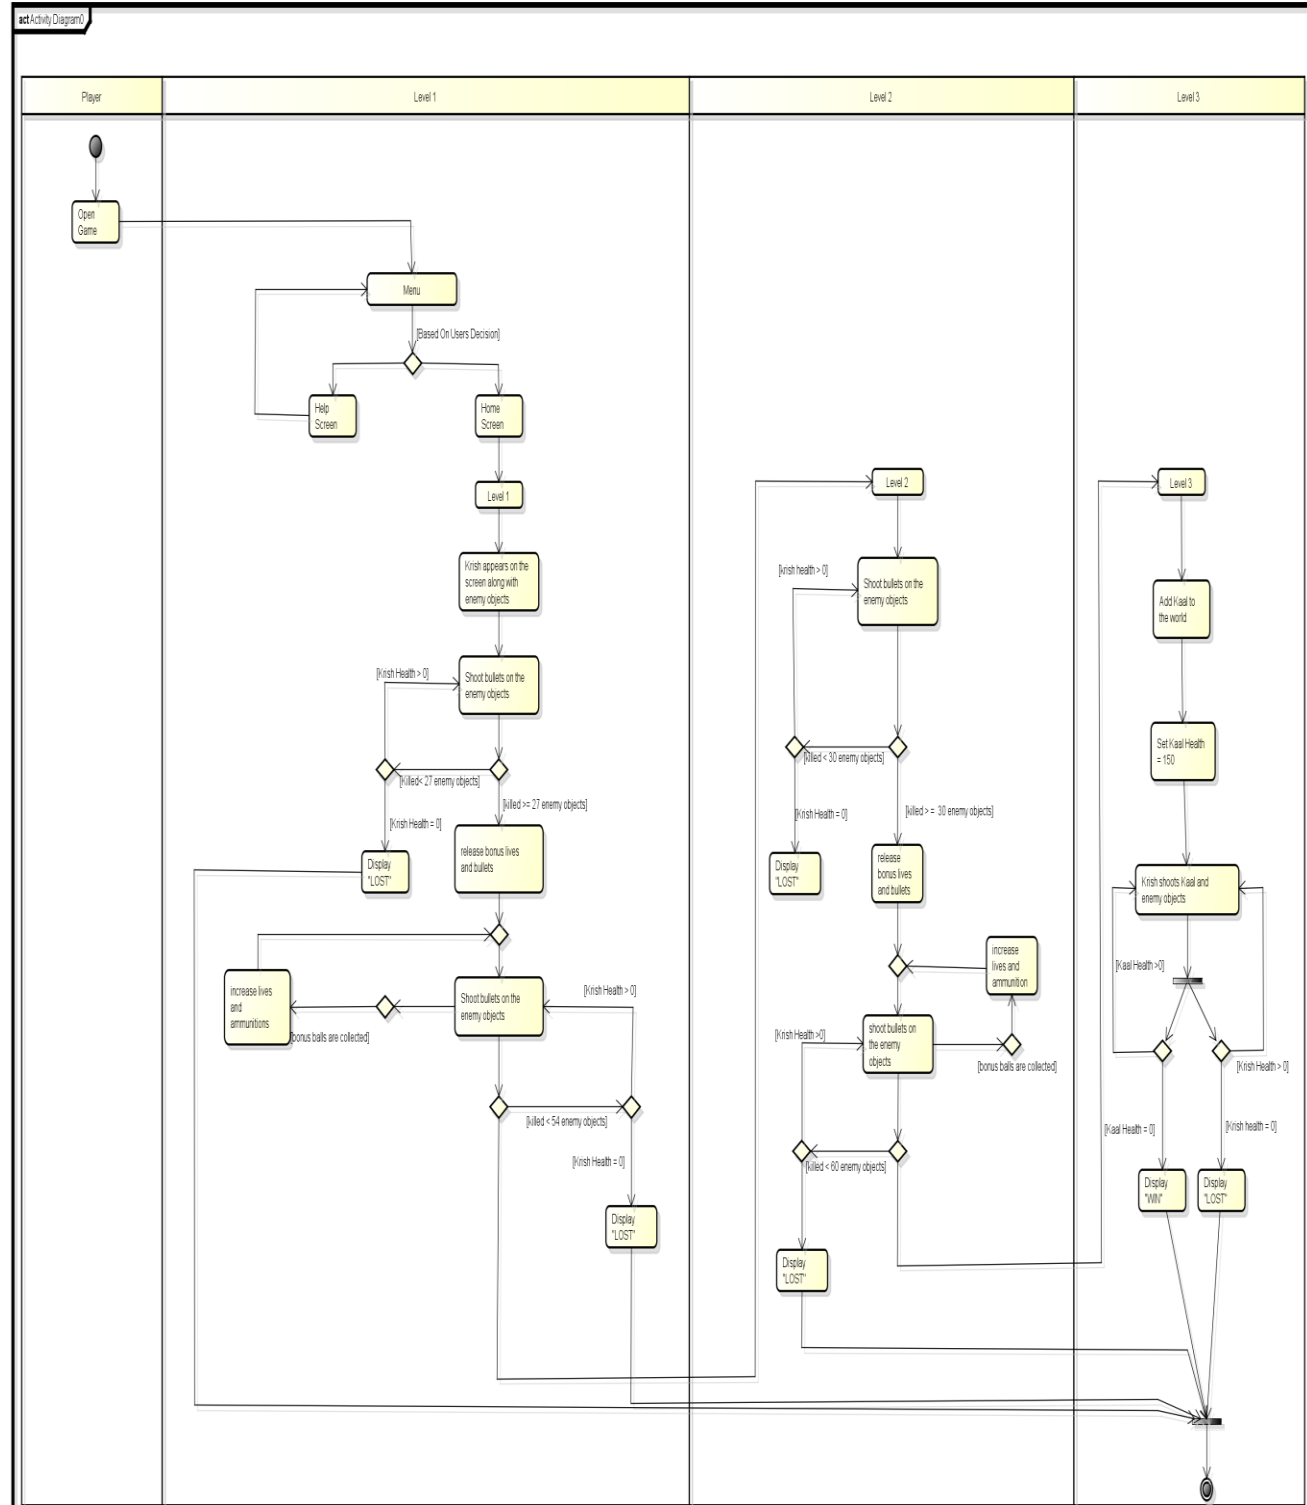 act Activity Diagram0
Player
Level 1
Level 2
Level 3
Open
Game
Menu
[Based On Users Decision]
Help
Screen
Home
Screen
Level 1
Krish appears on the
screen along with
enemy objects
[Krish Health > 0]
Shoot bullets on the
enemy objects
[Killed< 27 enemy objects]
[killed >= 27 enemy objects]
[Krish Health = 0]
Display
"LOST"
release bonus lives
and bullets
increase lives
and
ammunitions
[bonus balls are collected]
Shoot bullets on the
enemy objects
[Krish Health > 0]
[killed < 54 enemy objects]
[Krish Health = 0]
Display
"LOST"
Level 2
[krish health > 0]
Shoot bullets on the
enemy objects
[killed < 30 enemy objects]
[Krish Health = 0]
[killed > = 30 enemy objects]
Display
"LOST"
release
bonus lives
and bullets
increase
lives and
ammunition
[Krish Health >0]
shoot bullets on
the enemy
objects
[bonus balls are collected]
[killed < 60 enemy objects]
Display
"LOST"
Level 3
Add Kaal to
the world
Set Kaal Health
= 150
Krish shoots Kaal and
enemy objects
[Kaal Health >0]
[Krish Health > 0]
[Kaal Health = 0]
[Krish health = 0]
Display
"WIN"
Display
"LOST"